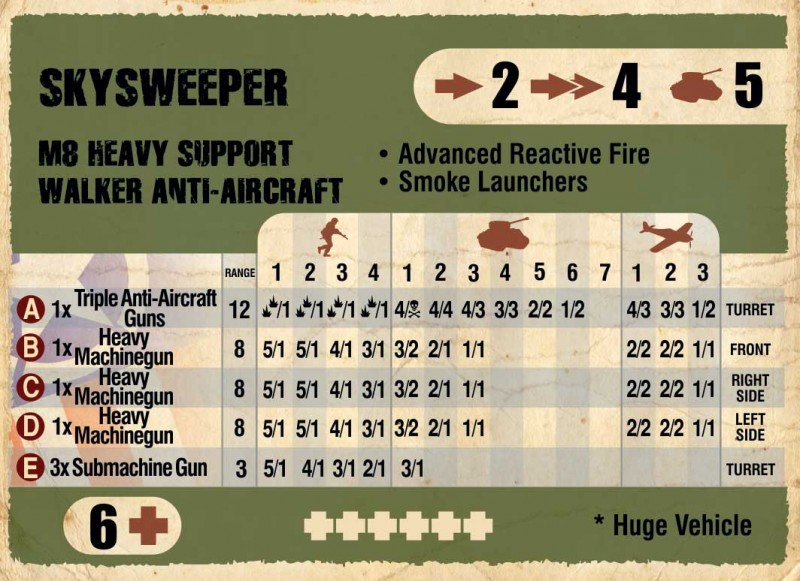 SKYSWEEPER
2 4 5
M8 HEAVY SUPPORT
WALKER ANTI-AIRCRAFT
• Advanced Reactive Fire
• Smoke Launchers
RANGE 1 2 3 4 1 2 3 4 5 6 7 1 2 3
A 1x Triple Anti-Aircraft Guns 12 /1 /1 /1 /1 4/ 4/4 4/3 3/3 2/2 1/2 4/3 3/3 1/2 TURRET
B 1x Heavy Machinegun 8 5/1 5/1 4/1 3/1 3/2 2/1 1/1 2/2 2/2 1/1 FRONT
C 1x Heavy Machinegun 8 5/1 5/1 4/1 3/1 3/2 2/1 1/1 2/2 2/2 1/1 RIGHT SIDE
D 1x Heavy Machinegun 8 5/1 5/1 4/1 3/1 3/2 2/1 1/1 2/2 2/2 1/1 LEFT SIDE
E 3x Submachine Gun 3 5/1 4/1 3/1 2/1 3/1 TURRET
6
* Huge Vehicle